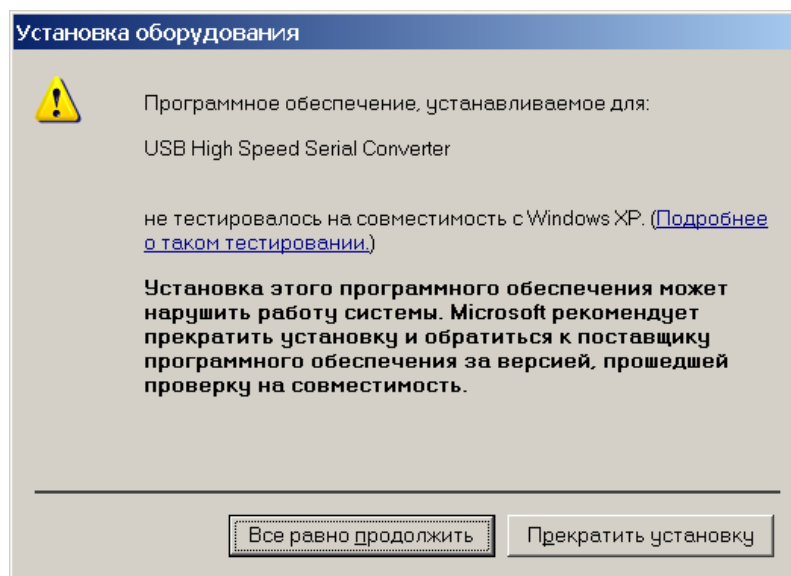 Установка оборудования
Программное обеспечение, устанавливаемое для:
USB High Speed Serial Converter
не тестировалось на совместимость с Windows XP. (Подробнее
о таком тестировании.)
Установка этого программного обеспечения может
нарушить работу системы. Microsoft рекомендует
прекратить установку и обратиться к поставщику
программного обеспечения за версией, прошедшей
проверку на совместимость.
Все равно продолжить
Прекратить установку